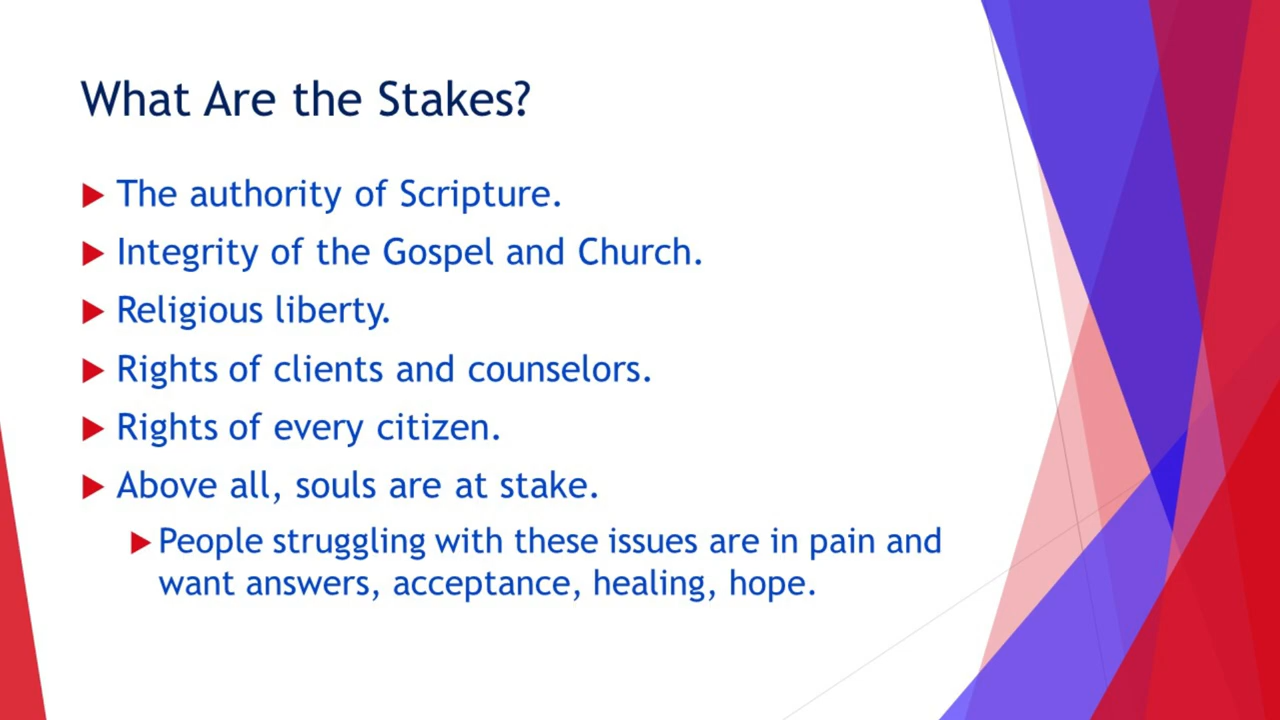 What Are the Stakes?
The authority of Scripture.
Integrity of the Gospel and Church.
Religious liberty.
Rights of clients and counselors.
Rights of every citizen.
Above all, souls are at stake.
People struggling with these issues are in pain and
want answers, acceptance, healing, hope.